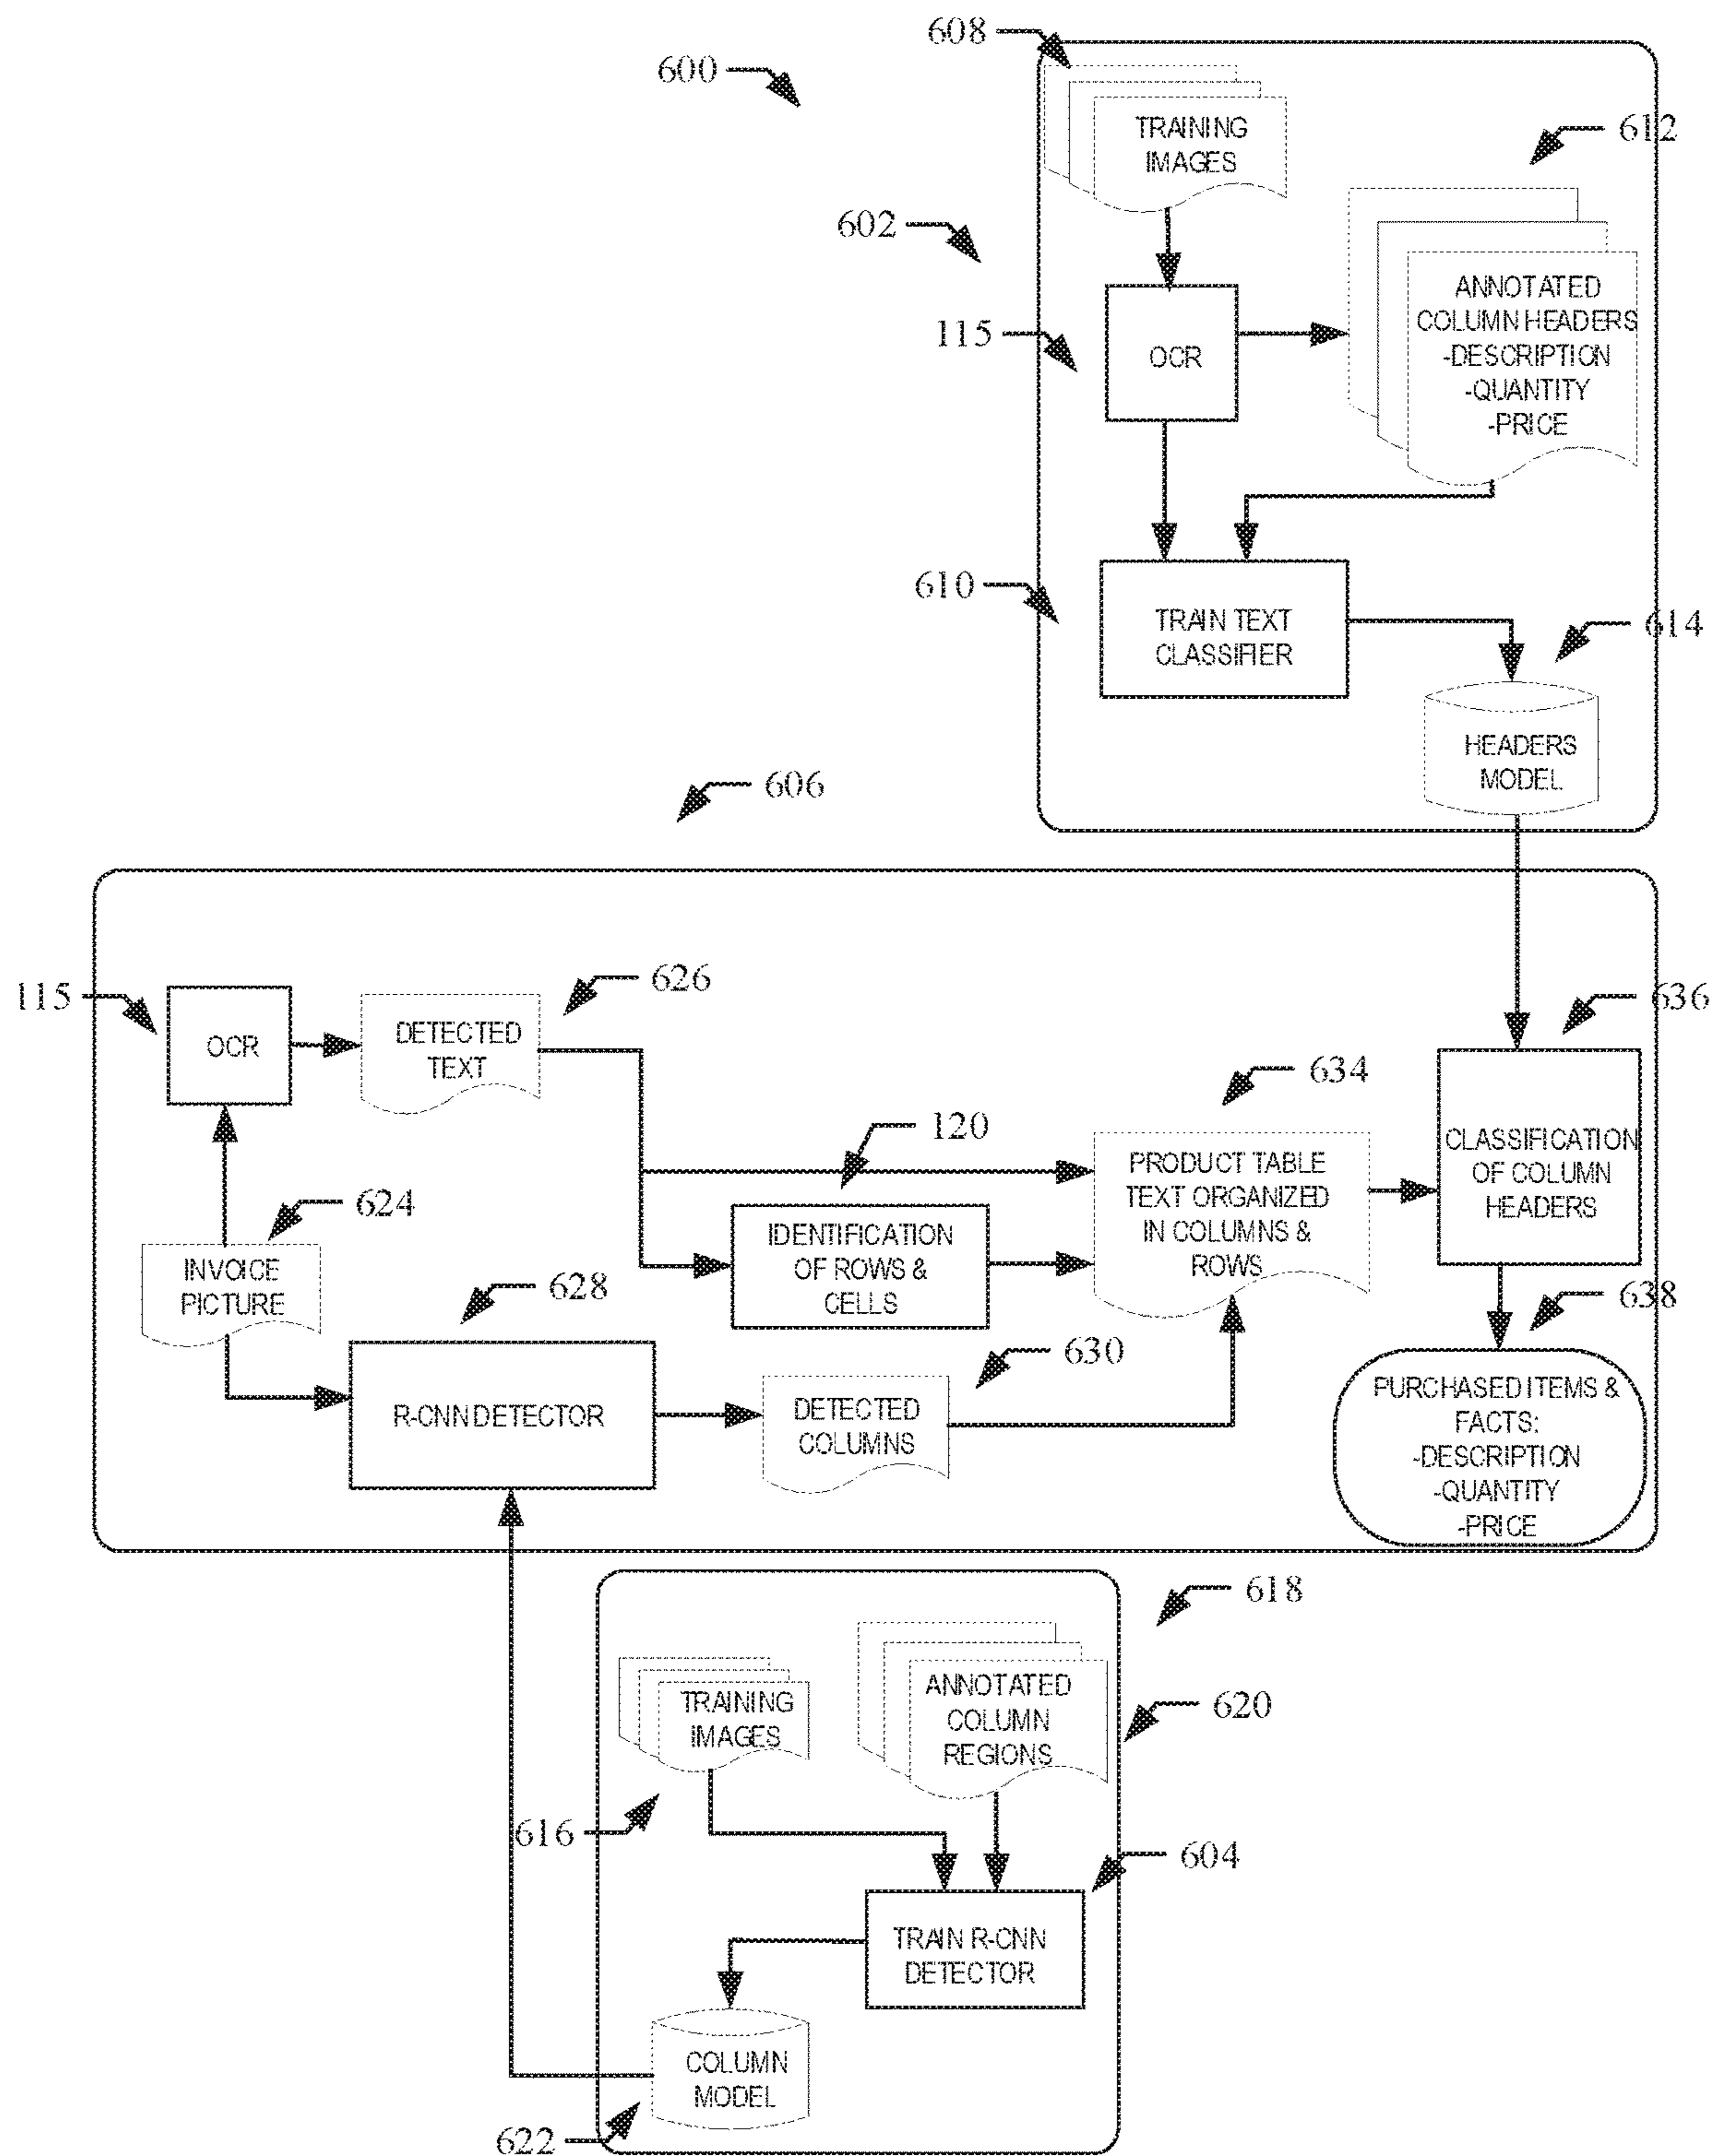 600
608
TRAINING
IMAGES
612
602
115
OCR
ANNOTATED
COLUMN HEADERS
-DESCRIPTION
-QUANTITY
-PRICE
610
TRAIN TEXT
CLASSIFIER
614
HEADERS
MODEL
606
115
OCR
DETECTED
TEXT
626
636
634
120
CLASSIFICATION
OF COLUMN
HEADERS
PRODUCT TABLE
TEXT ORGANIZED
IN COLUMNS &
ROWS
624
INVOICE
PICTURE
IDENTIFICATION
OF ROWS &
CELLS
628
638
630
R-CNN DETECTOR
DETECTED
COLUMNS
PURCHASED ITEMS &
FACTS:
-DESCRIPTION
-QUANTITY
-PRICE
618
TRAINING
IMAGES
ANNOTATED
COLUMN
REGIONS
620
616
604
TRAIN R-CNN
DETECTOR
COLUMN
MODEL
622